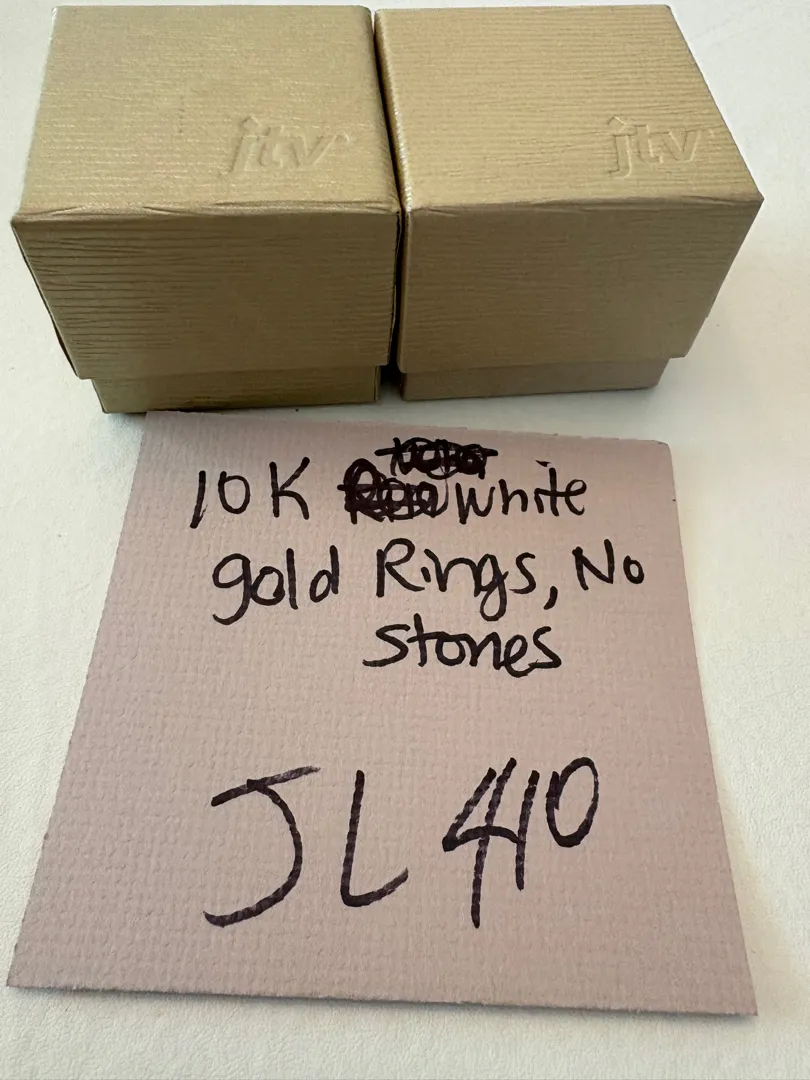 jtv jtv
10K white
gold Rings, No
stones
JL 410